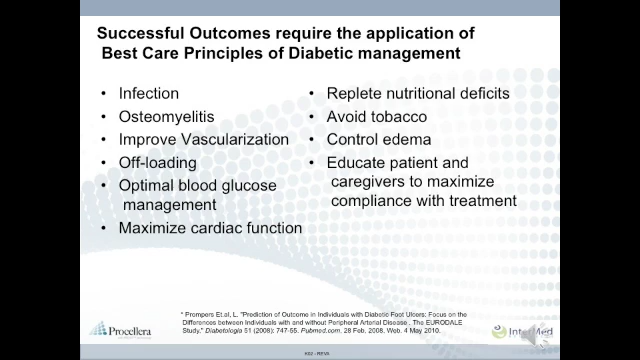 Successful Outcomes require the application of
Best Care Principles of Diabetic management
• Infection
• Osteomyelitis
• Improve Vascularization
• Off-loading
• Optimal blood glucose
management
• Maximize cardiac function
• Replete nutritional deficits
• Avoid tobacco
• Control edema
• Educate patient and
caregivers to maximize
compliance with treatment
* Prompers Et.al, L. "Prediction of Outcome in Individuals with Diabetic Foot Ulcers: Focus on
the Differences between Individuals with and without Peripheral Arterial Disease . The EURODALE
Study." Diabetologia 51 (2008): 747-55. Pubmed.com. 28 Feb. 2008. Web. 4 May 2010.
Procellera
IntetMed
K02 - REVA